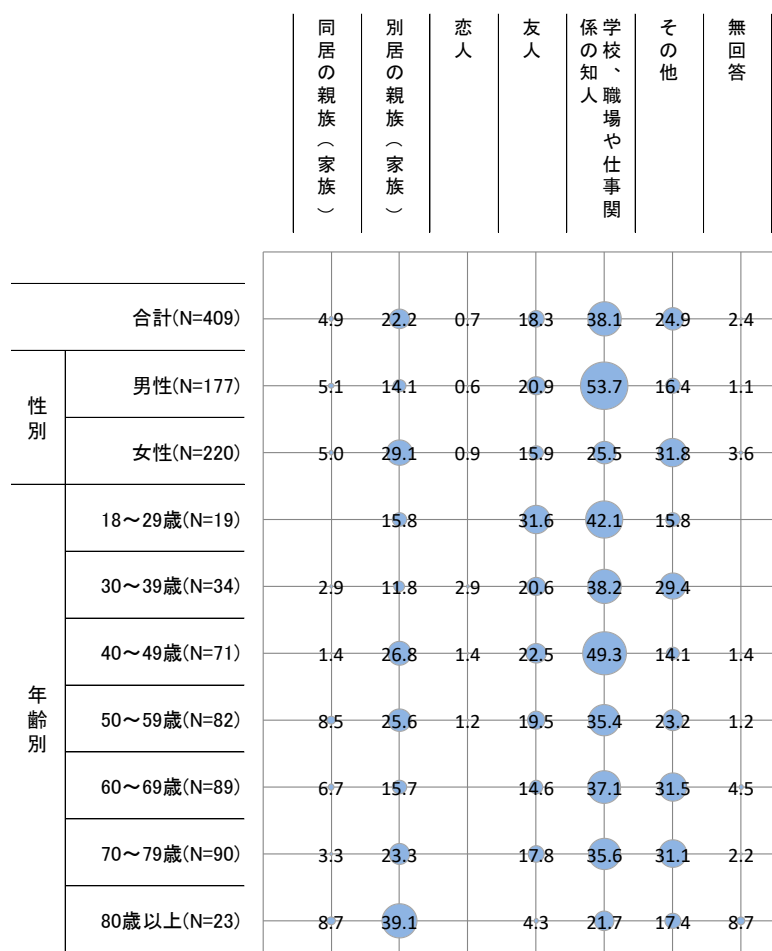 同居の親族（家族）
別居の親族（家族）
恋人
友人
学校、職場や仕事関
係の知人
その他
無回答
合計(N=409) 4.9 22.2 0.7 18.3 38.1 24.9 2.4
性別
男性(N=177) 5.1 14.1 0.6 20.9 53.7 16.4 1.1
女性(N=220) 5.0 29.1 0.9 15.9 25.5 31.8 3.6
年齢別
18～29歳(N=19) 15.8 31.6 42.1 15.8
30～39歳(N=34) 2.9 11.8 2.9 20.6 38.2 29.4
40～49歳(N=71) 1.4 26.8 1.4 22.5 49.3 14.1 1.4
50～59歳(N=82) 8.5 25.6 1.2 19.5 35.4 23.2 1.2
60～69歳(N=89) 6.7 15.7 14.6 37.1 31.5 4.5
70～79歳(N=90) 3.3 23.3 17.8 35.6 31.1 2.2
80歳以上(N=23) 8.7 39.1 4.3 21.7 17.4 8.7